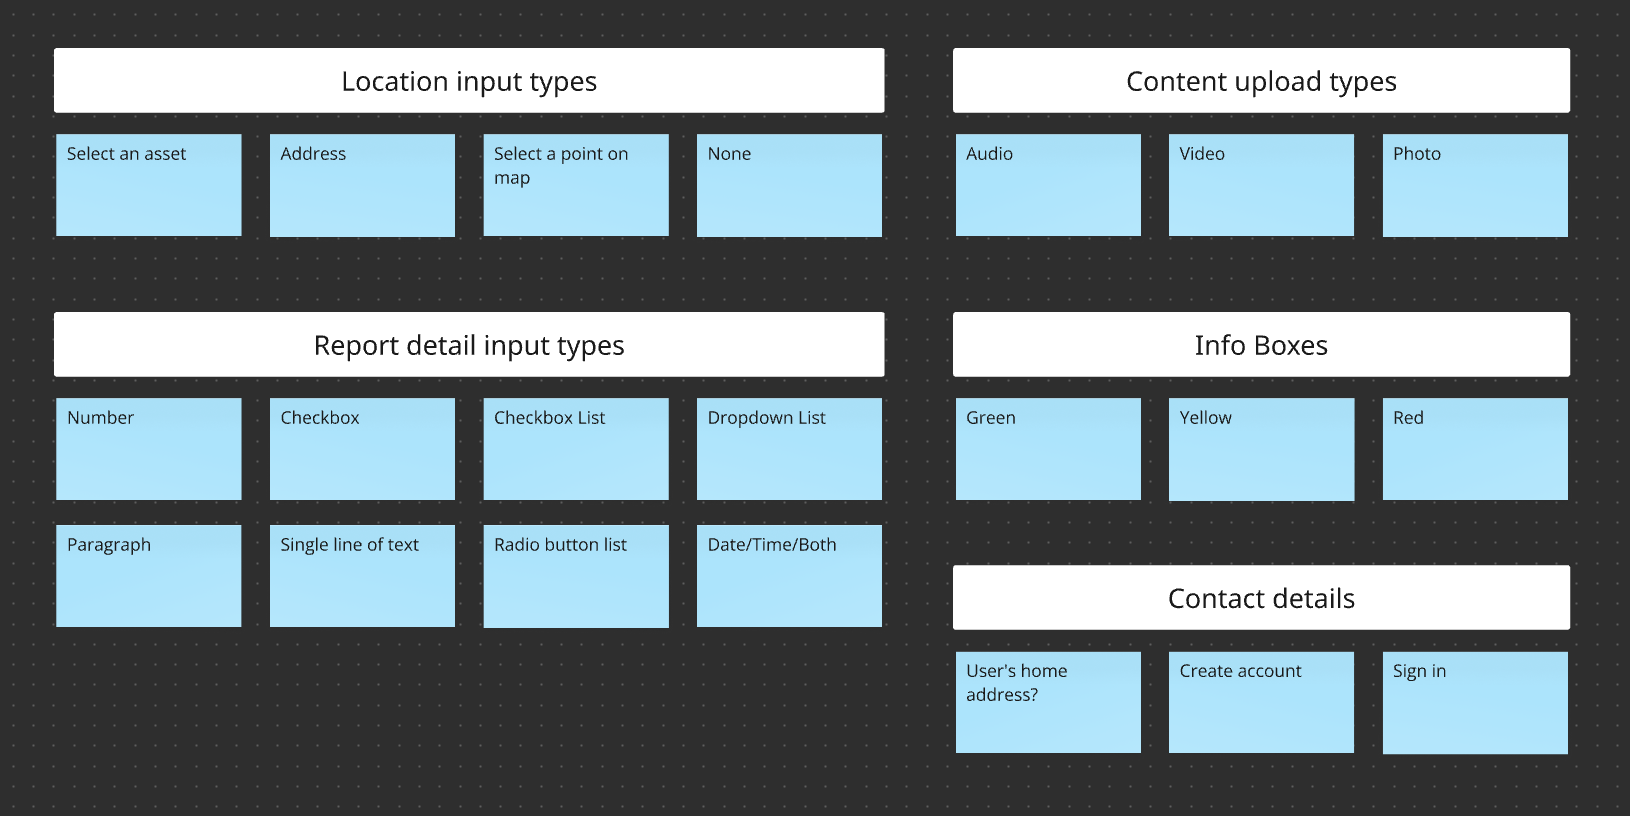 Location input types
Select an asset
Address
Select a point on
map
None
Content upload types
Audio
Video
Photo
Report detail input types
Number
Checkbox
Checkbox List
Dropdown List
Paragraph
Single line of text
Radio button list
Date/Time/Both
Info Boxes
Green
Yellow
Red
Contact details
User's home
address?
Create account
Sign in